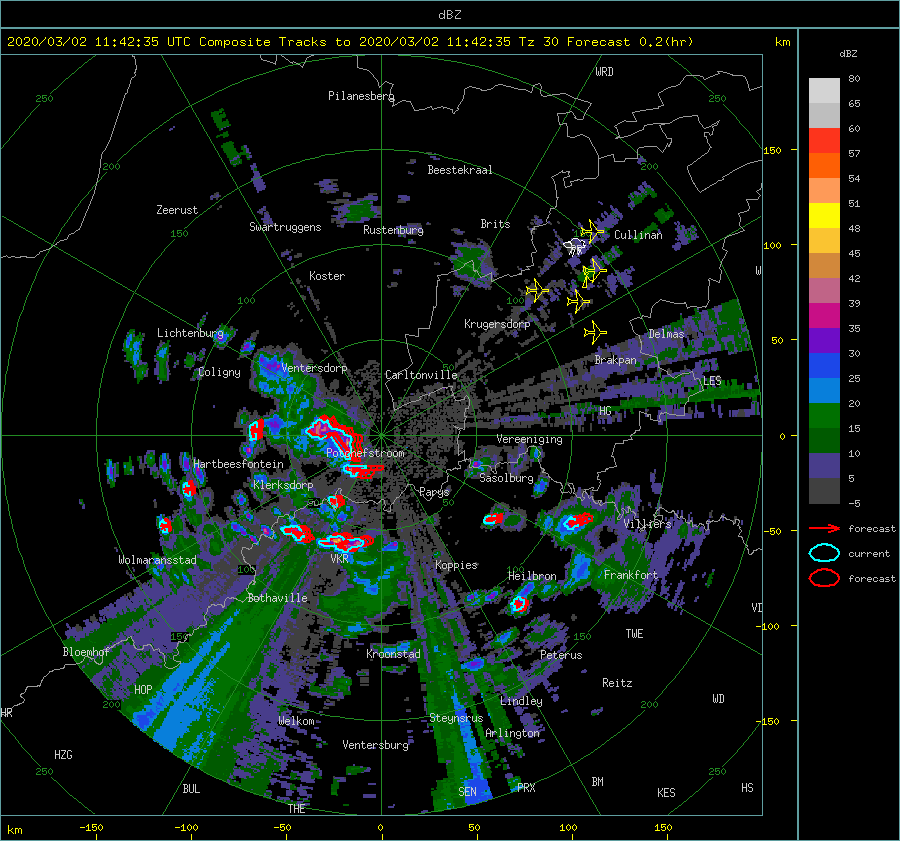 dBZ
2020/03/02 11:42:35 UTC Composite Tracks to 2020/03/02 11:42:35 Tz 30 Forecast 0.2(hr)
km
dBZ
WRD
80
250
Pilanesberg
250
65
60
150
57
200
Beestekraal
200
54
Zeerust
51
Swartruggens
Rustenburg
Brits
150
Cullinan
48
100
45
Koster
W
42
100
100
39
Krugersdorp
35
Lichtenburg
Delmas
50
30
Coligny
Ventersdorp
Carltonville
Brakpan
LES
25
HG
20
Vereeniging
0
15
Potchefstroom
10
Hartbeesfontein
Klerksdorp
Sasolburg
5
Parys
50
50
-5
Villiers
-50
forecast
Wolmaransstad
VKR
Koppies
current
100
Heilbron
100
Frankfort
forecast
Bothaville
VD
-100
150
150
TWE
Bloemhof
Kroonstad
Peterus
HOP
Reitz
WD
HR
200
Lindley
200
Welkom
Steynsrus
-150
Arlington
HZG
Ventersburg
250
250
BUL
SEN
PRX
BM
KES
HS
THE
km
-150
-100
-50
0
50
100
150